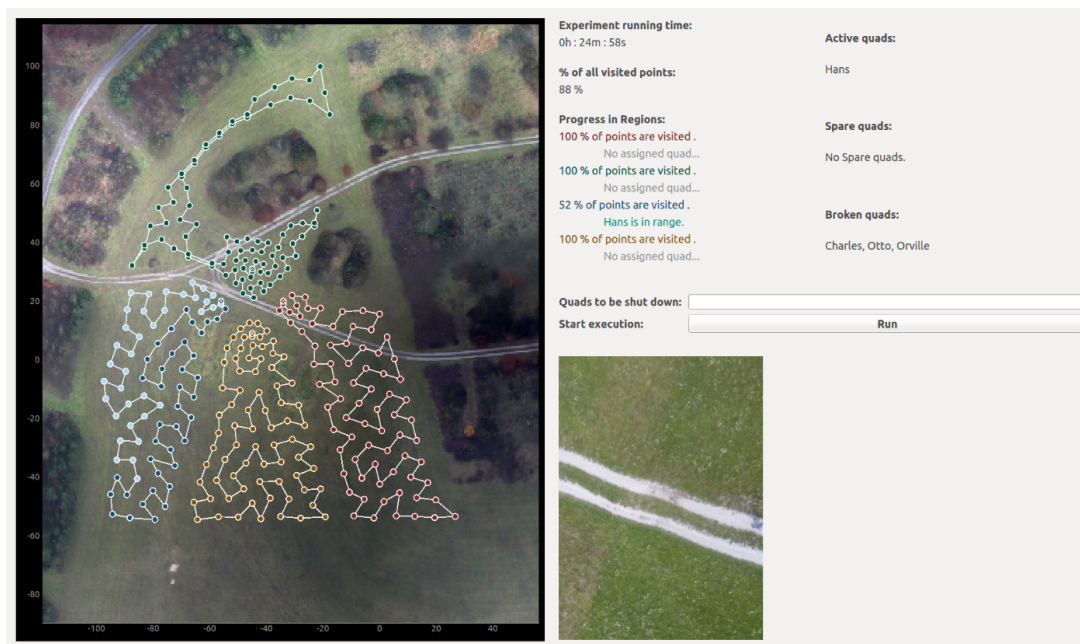 Experiment running time:
0h : 24m : 58s
% of all visited points:
88 %
Progress in Regions:
100 % of points are visited .
No assigned quad...
100 % of points are visited .
No assigned quad...
52 % of points are visited .
Hans is in range.
100 % of points are visited .
No assigned quad...
Active quads:
Hans
Spare quads:
No Spare quads.
Broken quads:
Charles, Otto, Orville
Quads to be shut down:
Start execution:
Run
100
80
60
40
20
0
-20
-40
-60
-80
-100 -80 -60 -40 -20 0 20 40